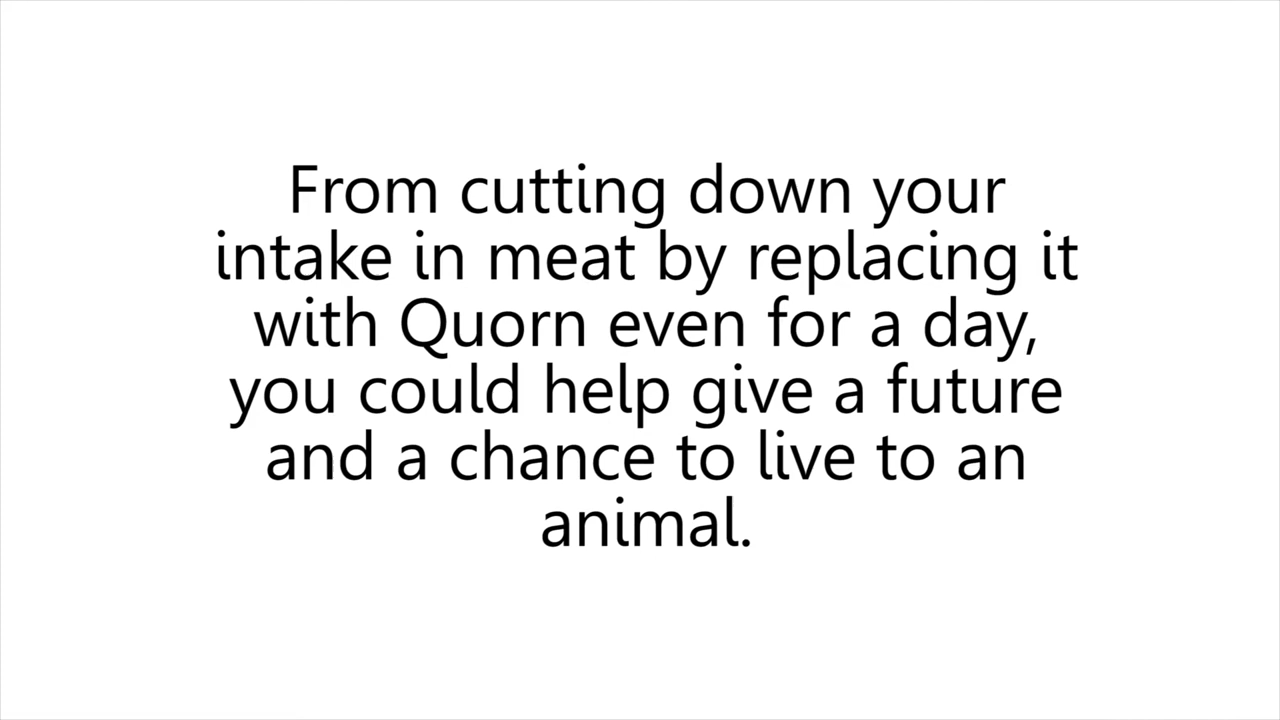 From cutting down your
intake in meat by replacing it
with Quorn even for a day,
you could help give a future
and a chance to live to an
animal.